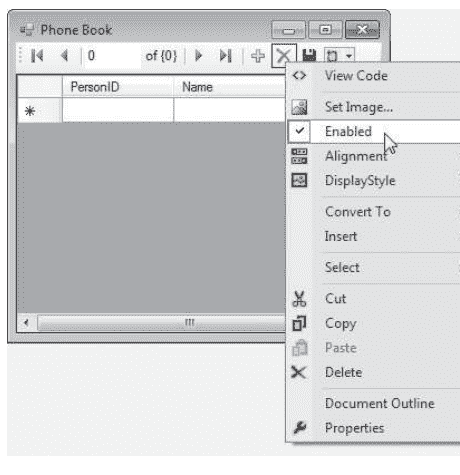 Phone Book
0 of {0}
PersonID Name
View Code
Set Image...
Enabled
Alignment
DisplayStyle
Convert To
Insert
Select
Cut
Copy
Paste
Delete
Document Outline
Properties